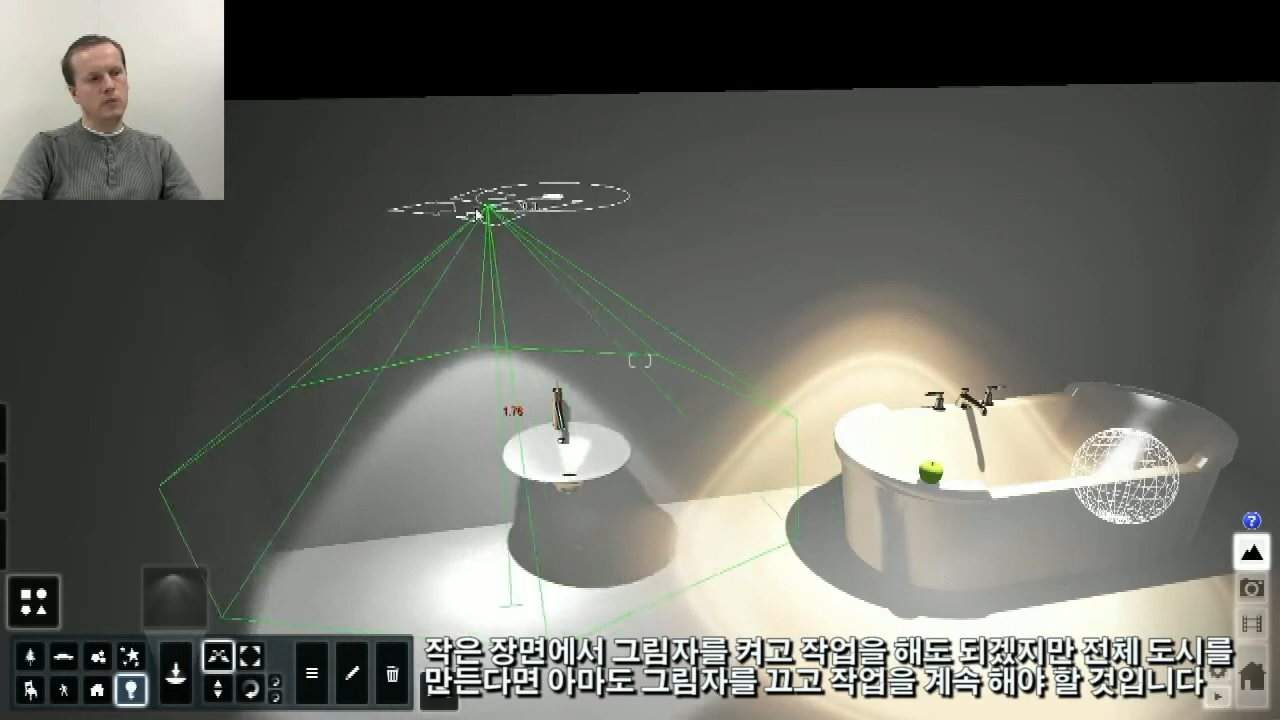 1.76
?
작은 장면에서 그림자를 켜고 작업을 해도 되겠지만 전체 도시를
만든다면 아마도 그림자를 끄고 작업을 계속 해야 할 것입니다